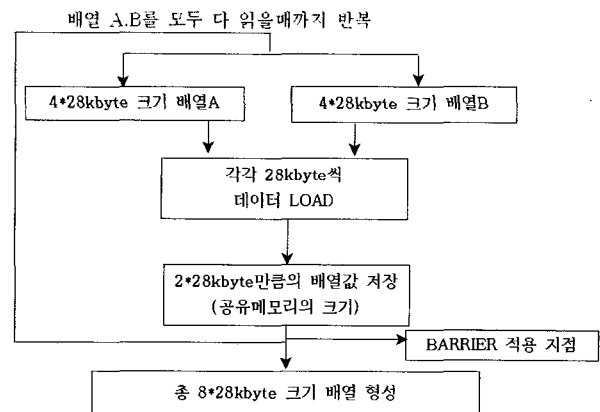 배열 A.B를 모두 다 읽을때까지 반복
4*28kbyte 크기 배열A
4*28kbyte 크기 배열B
각각 28kbyte씩
데이터 LOAD
2*28kbyte만큼의 배열값 저장
(공유메모리의 크기)
BARRIER 적용 지점
총 8*28kbyte 크기 배열 형성